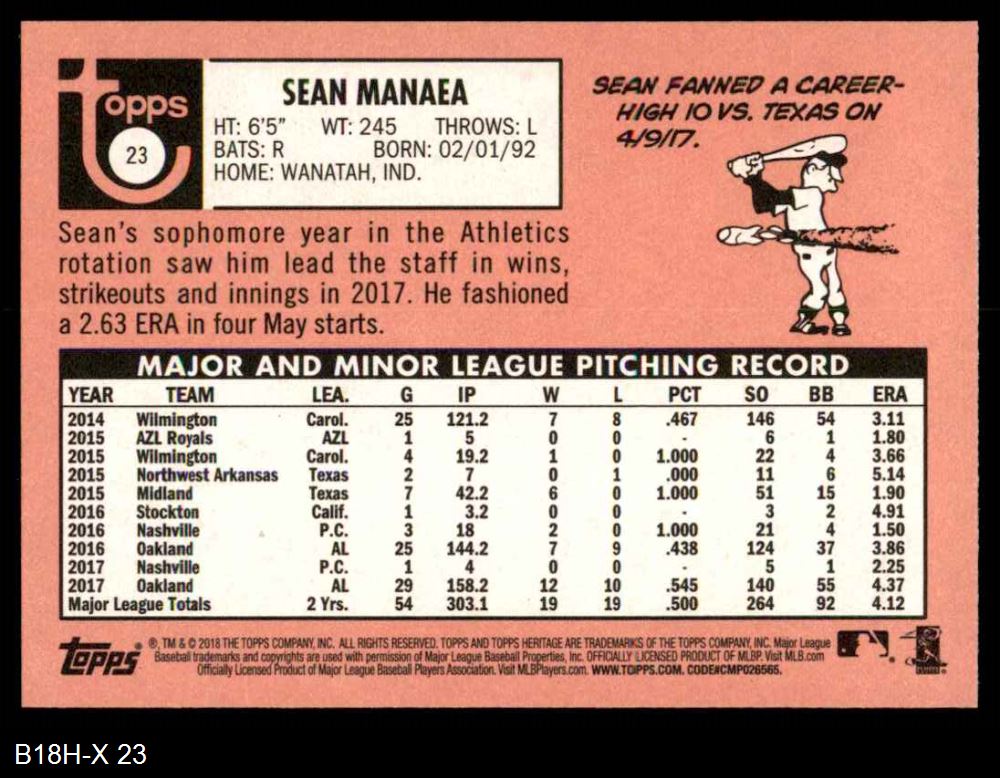 topps
23
SEAN MANAEA
HT: 6'5" WT: 245 THROWS: L
BATS: R BORN: 02/01/92
HOME: WANATAH, IND.
SEAN FANNED A CAREER-
HIGH 10 VS. TEXAS ON
4/9/17.
Sean's sophomore year in the Athletics
rotation saw him lead the staff in wins,
strikeouts and innings in 2017. He fashioned
a 2.63 ERA in four May starts.
MAJOR AND MINOR LEAGUE PITCHING RECORD
YEAR TEAM LEA. G IP W L PCT SO BB ERA
2014 Wilmington Carol. 25 121.2 7 8 .467 146 54 3.11
2015 AZL Royals AZL 1 5 0 0 - 6 1 1.80
2015 Wilmington Carol. 4 19.2 1 0 1.000 22 4 3.66
2015 Northwest Arkansas Texas 2 7 0 1 .000 11 6 5.14
2015 Midland Texas 7 42.2 6 0 1.000 51 15 1.90
2016 Stockton Calif. 1 3.2 0 0 - 3 2 4.91
2016 Nashville P.C. 3 18 2 0 1.000 21 4 1.50
2016 Oakland AL 25 144.2 7 9 .438 124 37 3.86
2017 Nashville P.C. 1 4 0 0 - 5 1 2.25
2017 Oakland AL 29 158.2 12 10 .545 140 55 4.37
Major League Totals 2 Yrs. 54 303.1 19 19 .500 264 92 4.12
topps ®, TM & © 2018 THE TOPPS COMPANY, INC. ALL RIGHTS RESERVED. TOPPS AND TOPPS HERITAGE ARE TRADEMARKS OF THE TOPPS COMPANY, INC. Major League
Baseball trademarks and copyrights are used with permission of Major League Baseball Properties, Inc. OFFICIALLY LICENSED PRODUCT OF MLBP. Visit MLB.com
Officially Licensed Product of Major League Baseball Players Association. Visit MLBPlayers.com. WWW.TOPPS.COM. CODE#CMP026565.
B18H-X 23